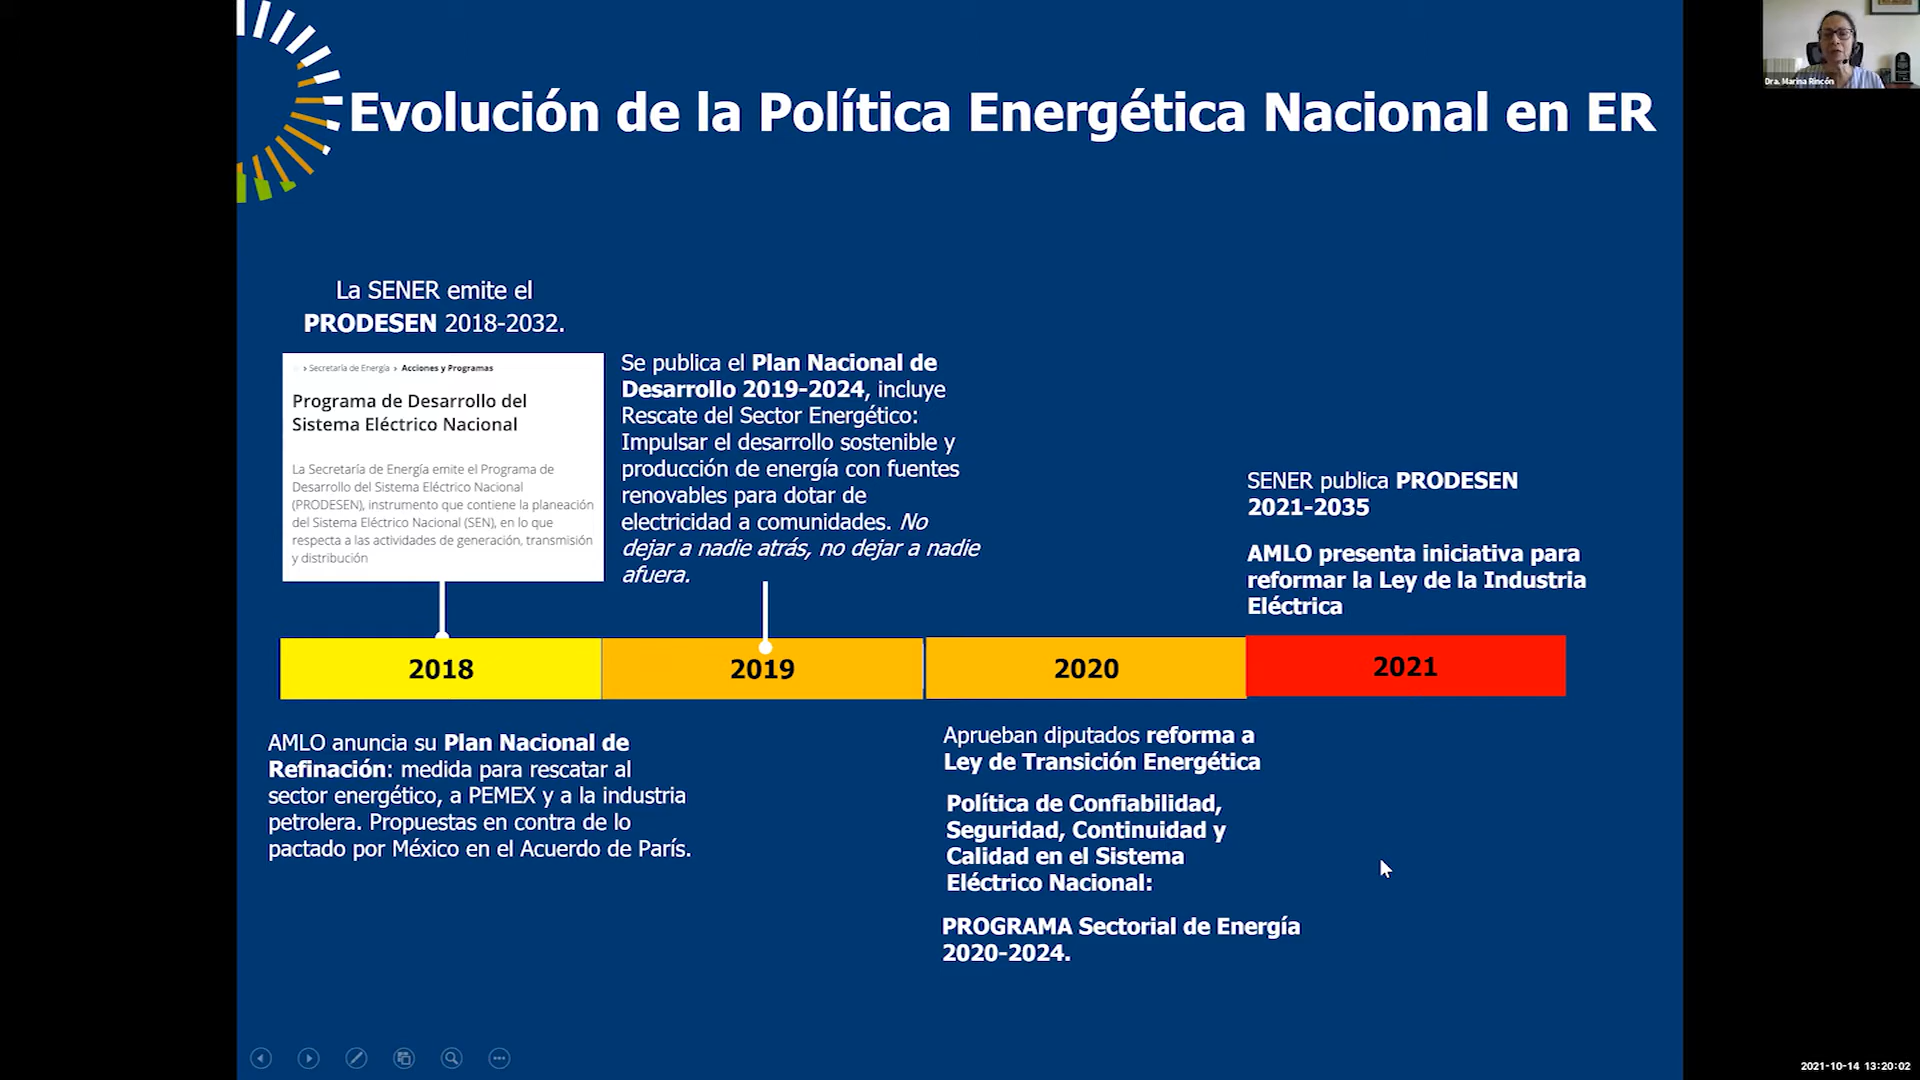 Evolución de la Política Energética Nacional en ER
Dra. Marina Rincón
La SENER emite el
PRODESEN 2018-2032.
› Secretaría de Energía › Acciones y Programas
Programa de Desarrollo del
Sistema Eléctrico Nacional
La Secretaría de Energía emite el Programa de
Desarrollo del Sistema Eléctrico Nacional
(PRODESEN), instrumento que contiene la planeación
del Sistema Eléctrico Nacional (SEN), en lo que
respecta a las actividades de generación, transmisión
y distribución
Se publica el Plan Nacional de
Desarrollo 2019-2024, incluye
Rescate del Sector Energético:
Impulsar el desarrollo sostenible y
producción de energía con fuentes
renovables para dotar de
electricidad a comunidades. No
dejar a nadie atrás, no dejar a nadie
afuera.
SENER publica PRODESEN
2021-2035
AMLO presenta iniciativa para
reformar la Ley de la Industria
Eléctrica
2018
2019
2020
2021
AMLO anuncia su Plan Nacional de
Refinación: medida para rescatar al
sector energético, a PEMEX y a la industria
petrolera. Propuestas en contra de lo
pactado por México en el Acuerdo de París.
Aprueban diputados reforma a
Ley de Transición Energética
Política de Confiabilidad,
Seguridad, Continuidad y
Calidad en el Sistema
Eléctrico Nacional:
PROGRAMA Sectorial de Energía
2020-2024.
2021-10-14 13:20:02